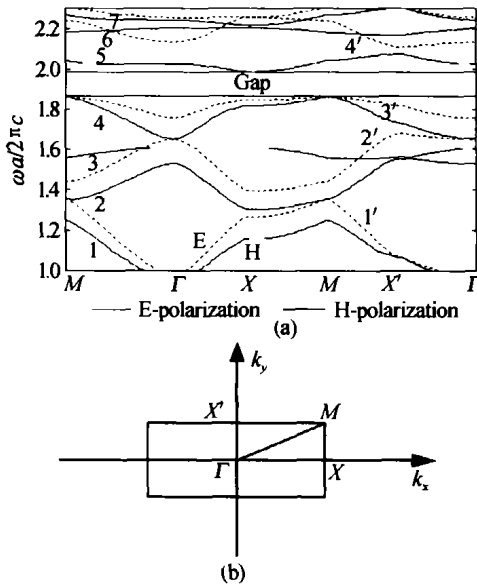 2.2
2.0
1.8
1.6
1.4
1.2
1.0
ωa/2πc
7
6
5
4′
Gap
4
3′
2′
3
2
1′
E
1
H
M Γ X M X′ Γ
E-polarization H-polarization
(a)
k_y
X′ M
Γ X
k_x
(b)